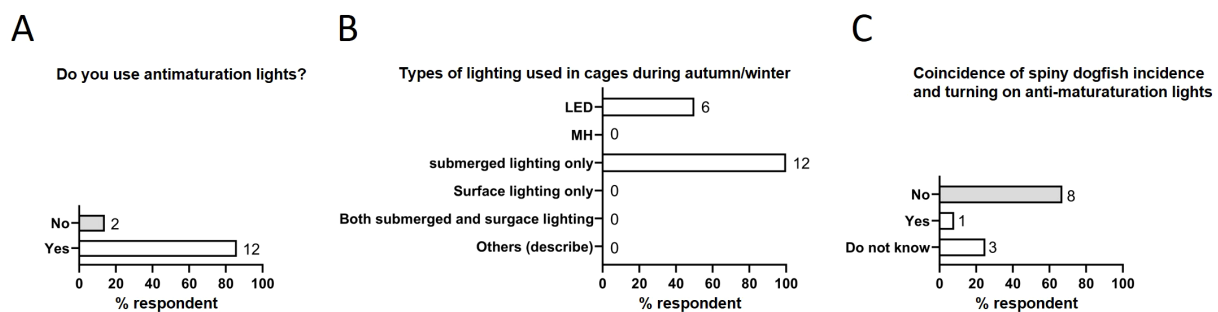 A
Do you use antimaturation lights?
No 2
Yes 12
0 20 40 60 80 100
% respondent
B
Types of lighting used in cages during autumn/winter
LED 6
MH 0
submerged lighting only 12
Surface lighting only 0
Both submerged and surgace lighting 0
Others (describe) 0
0 20 40 60 80 100
% respondent
C
Coincidence of spiny dogfish incidence
and turning on anti-maturaturation lights
No 8
Yes 1
Do not know 3
0 20 40 60 80 100
% respondent